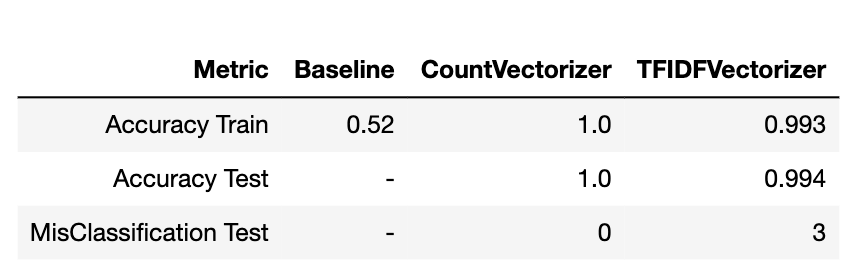 Metric Baseline CountVectorizer TFIDFVectorizer
Accuracy Train 0.52 1.0 0.993
Accuracy Test - 1.0 0.994
MisClassification Test - 0 3